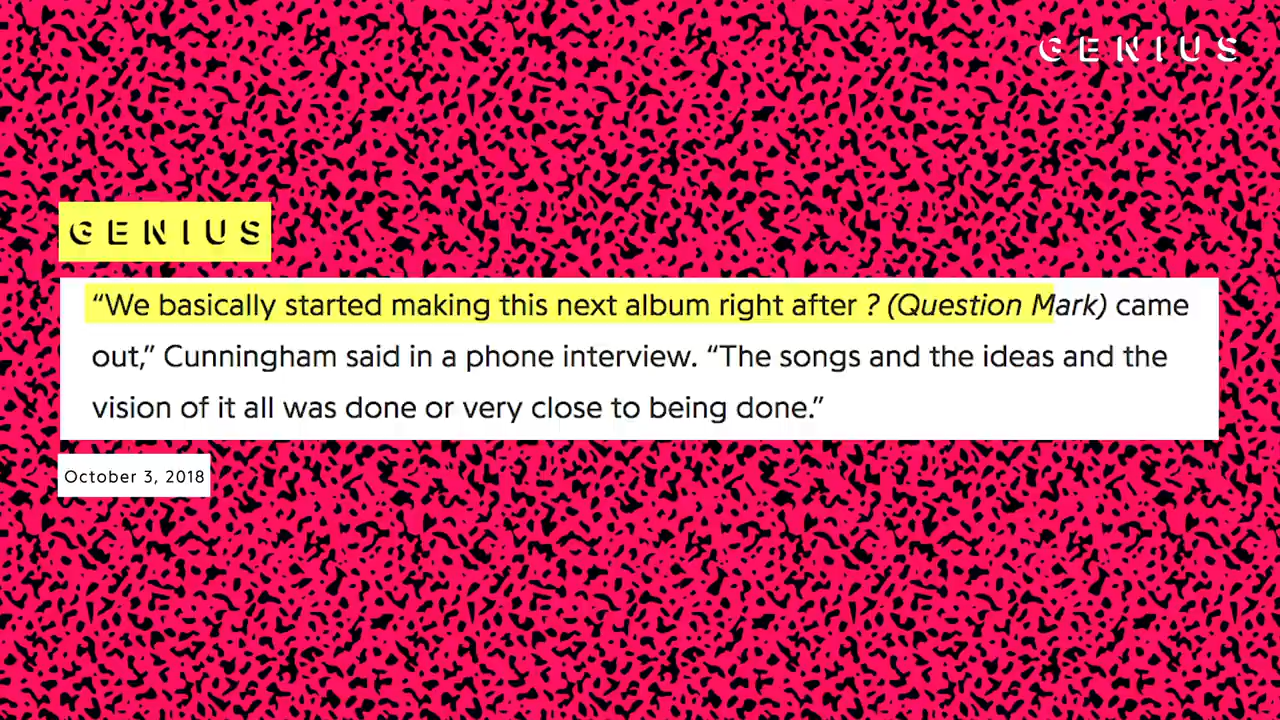 GENIUS
GENIUS
“We basically started making this next album right after ? (Question Mark) came
out,” Cunningham said in a phone interview. “The songs and the ideas and the
vision of it all was done or very close to being done.”
October 3, 2018